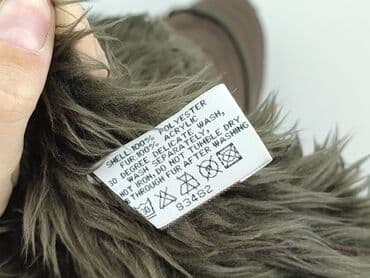 SHELL:100% POLYESTER
FUR:100% ACRYLIC
30 DEGREE DELICATE WASH,
WASH SEPARATELY,
NOT IRON, DO NOT TUMBLE DRY
THROUGH FUR AFTER WASHING
30
93482